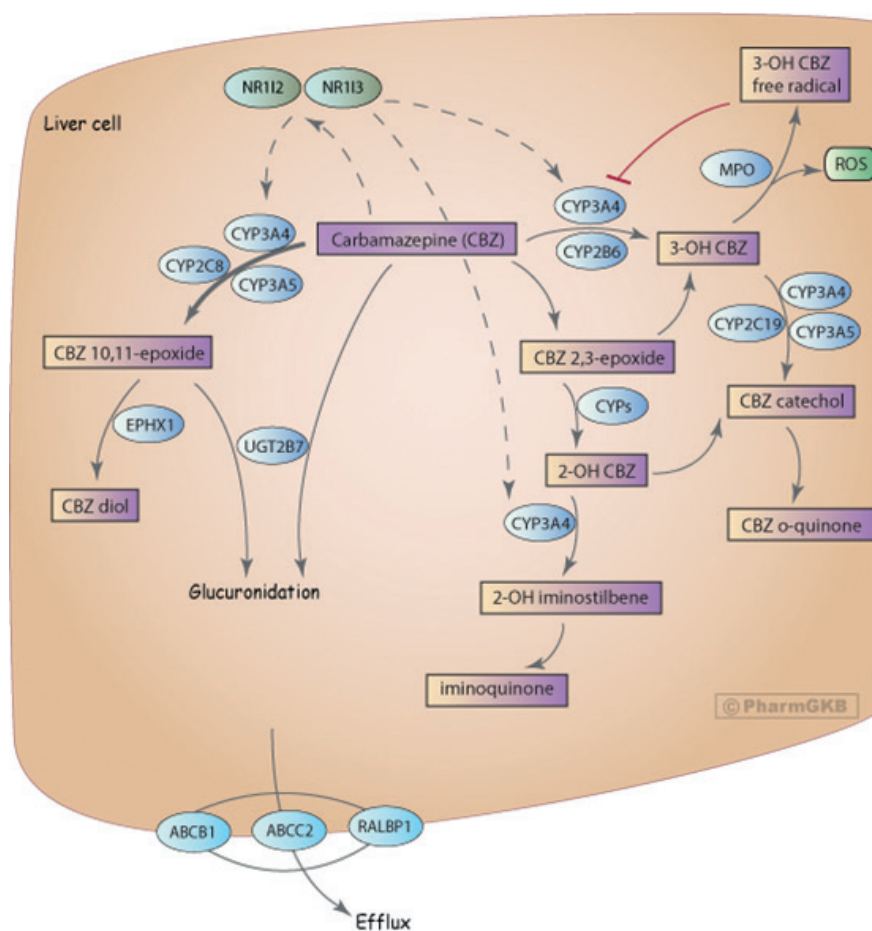 3-OH CBZ
free radical
NR1I2
NR1I3
Liver cell
MPO
ROS
CYP3A4
CYP3A4
Carbamazepine (CBZ)
CYP2B6
3-OH CBZ
CYP2C8
CYP3A5
CYP3A4
CYP2C19
CYP3A5
CBZ 10,11-epoxide
CBZ 2,3-epoxide
CYPs
CBZ catechol
EPHX1
UGT2B7
2-OH CBZ
CBZ diol
CYP3A4
CBZ o-quinone
Glucuronidation
2-OH iminostilbene
iminoquinone
© PharmGKB
ABCB1
ABCC2
RALBP1
Efflux